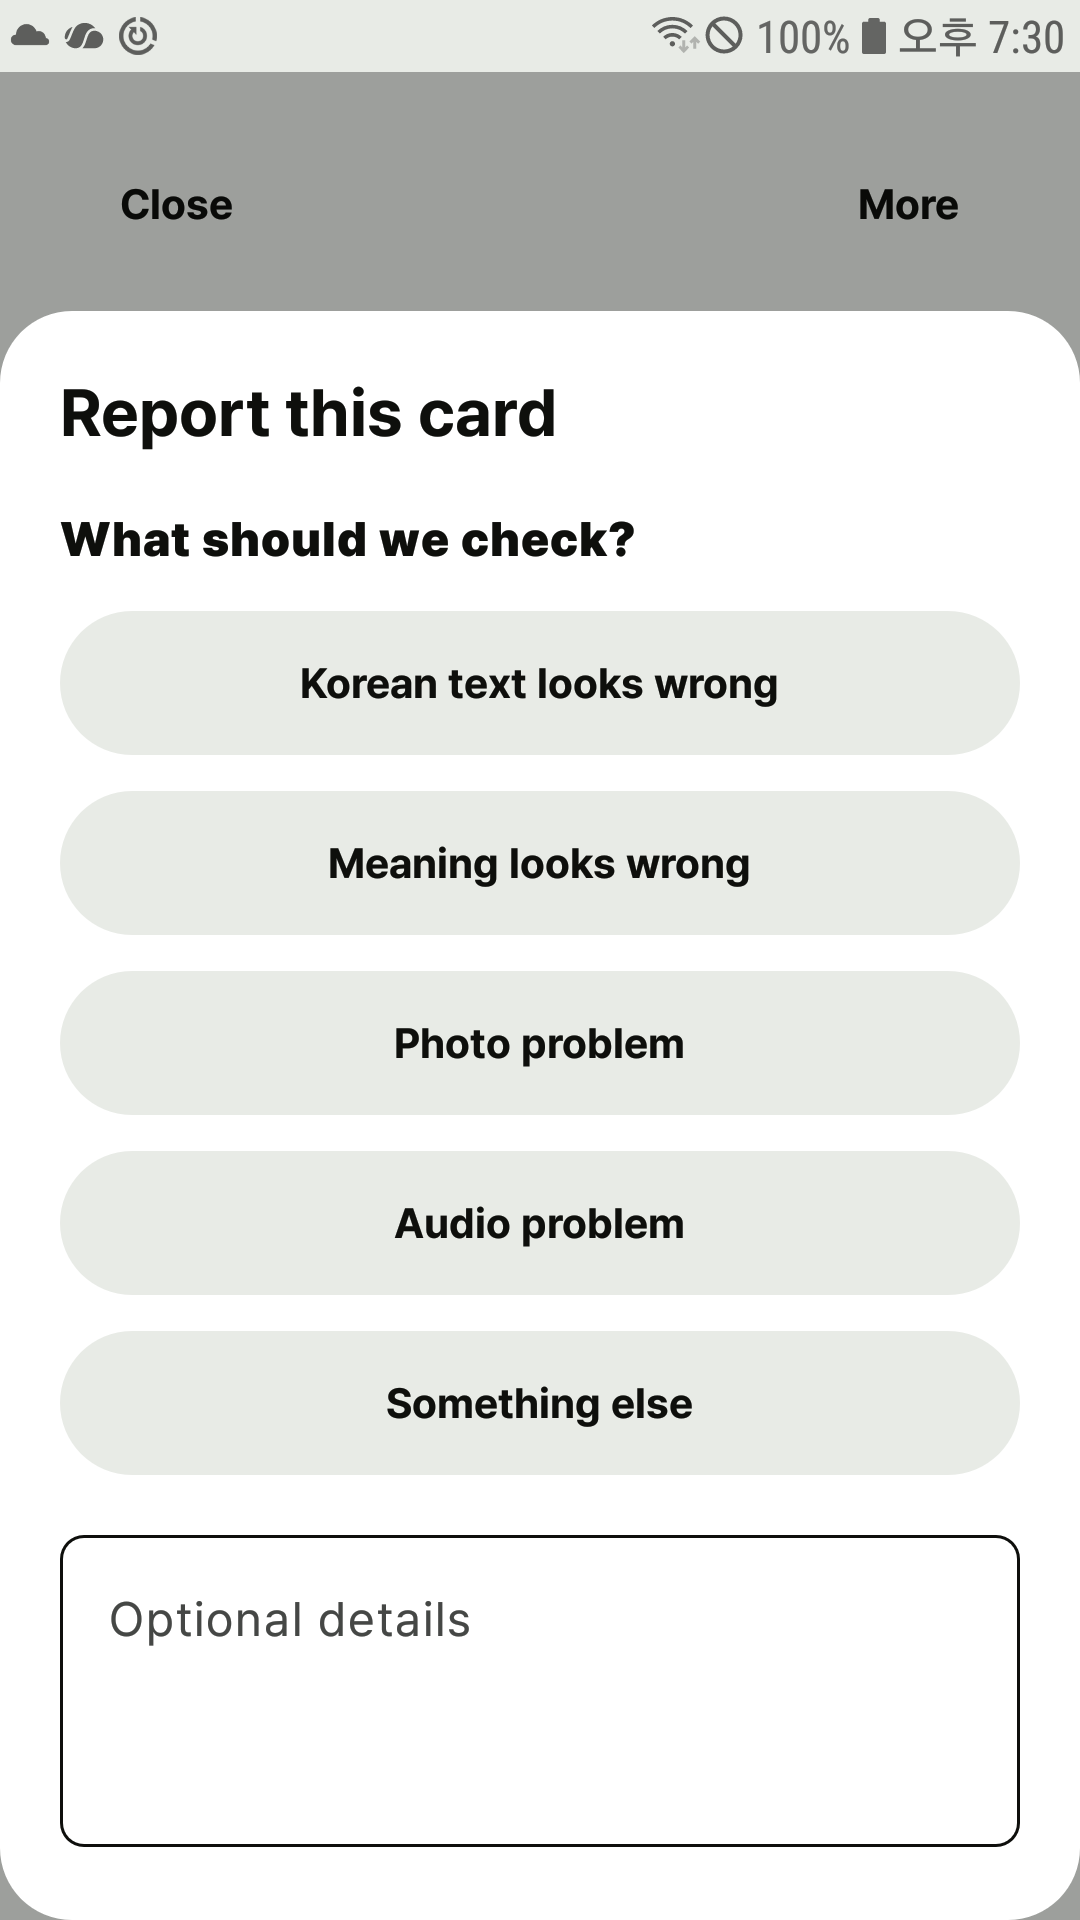 100% 오후 7:30
Close
More
Report this card
What should we check?
Korean text looks wrong
Meaning looks wrong
Photo problem
Audio problem
Something else
Optional details